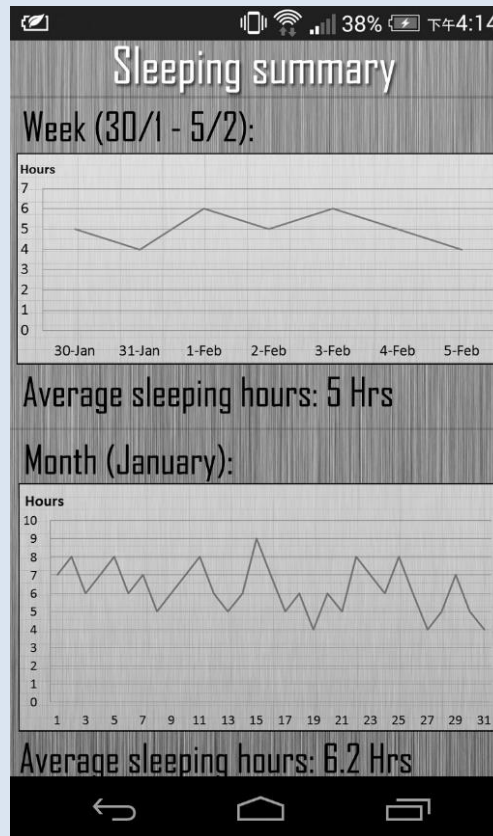 38% 下午4:14
Sleeping summary
Week (30/1 - 5/2):
Hours
7
6
5
4
3
2
1
0
30-Jan 31-Jan 1-Feb 2-Feb 3-Feb 4-Feb 5-Feb
Average sleeping hours: 5 Hrs
Month (January):
Hours
10
9
8
7
6
5
4
3
2
1
0
1 3 5 7 9 11 13 15 17 19 21 23 25 27 29 31
Average sleeping hours: 6.2 Hrs